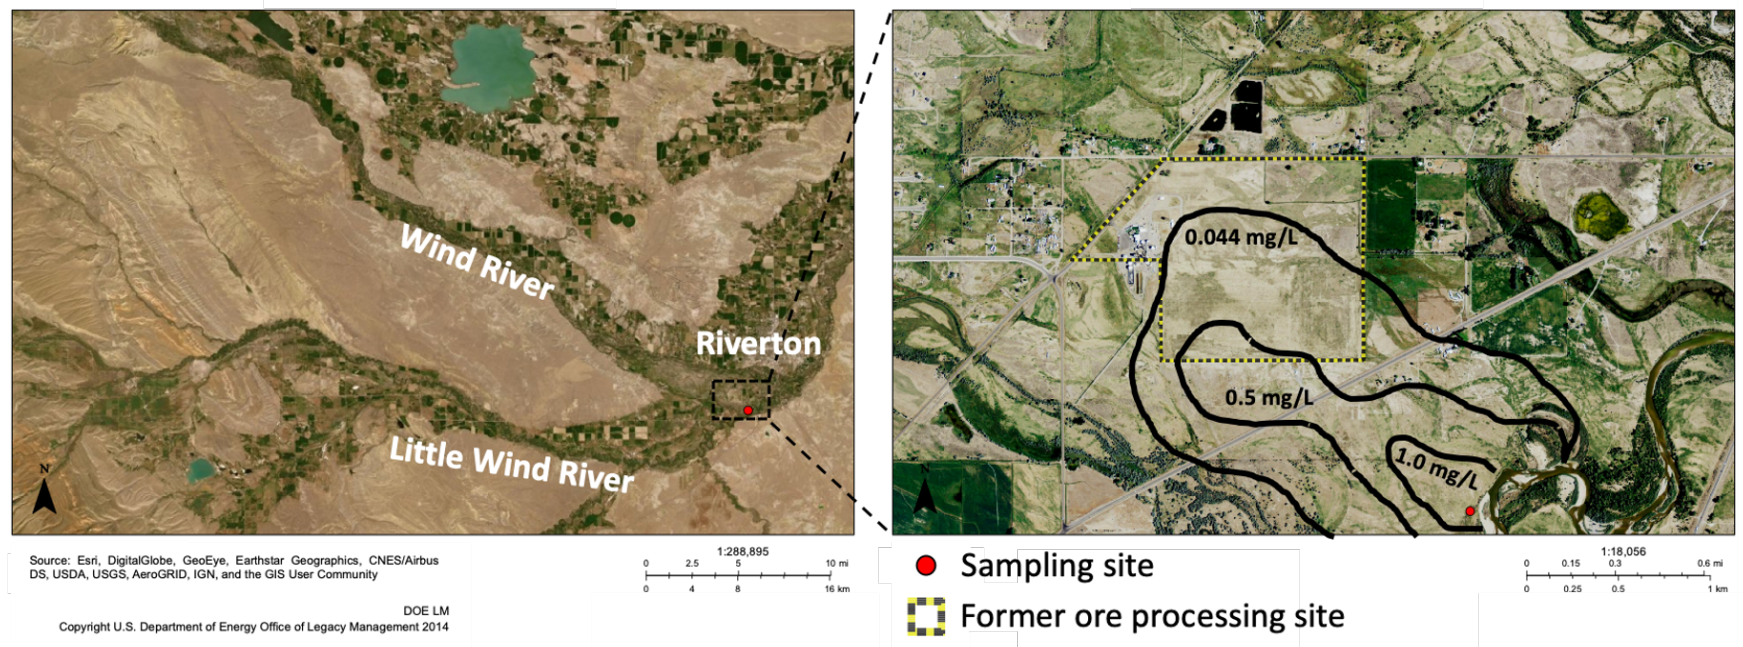 Wind River
Riverton
Little Wind River
N
0.044 mg/L
0.5 mg/L
1.0 mg/L
N
Source: Esri, DigitalGlobe, GeoEye, Earthstar Geographics, CNES/Airbus
DS, USDA, USGS, AeroGRID, IGN, and the GIS User Community
DOE LM
Copyright U.S. Department of Energy Office of Legacy Management 2014
1:288,895
0 2.5 5 10 mi
0 4 8 16 km
Sampling site
Former ore processing site
1:18,056
0 0.15 0.3 0.6 mi
0 0.25 0.5 1 km